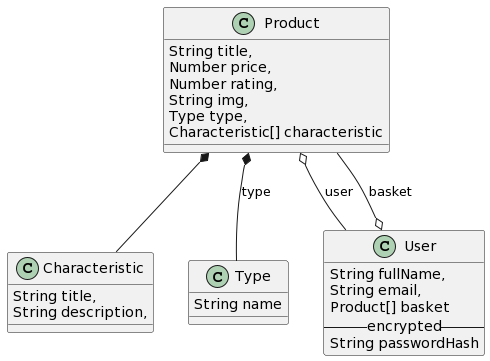 C Product
String title,
Number price,
Number rating,
String img,
Type type,
Characteristic[] characteristic
type
user
basket
C Characteristic
String title,
String description,
C Type
String name
C User
String fullName,
String email,
Product[] basket
encrypted
String passwordHash